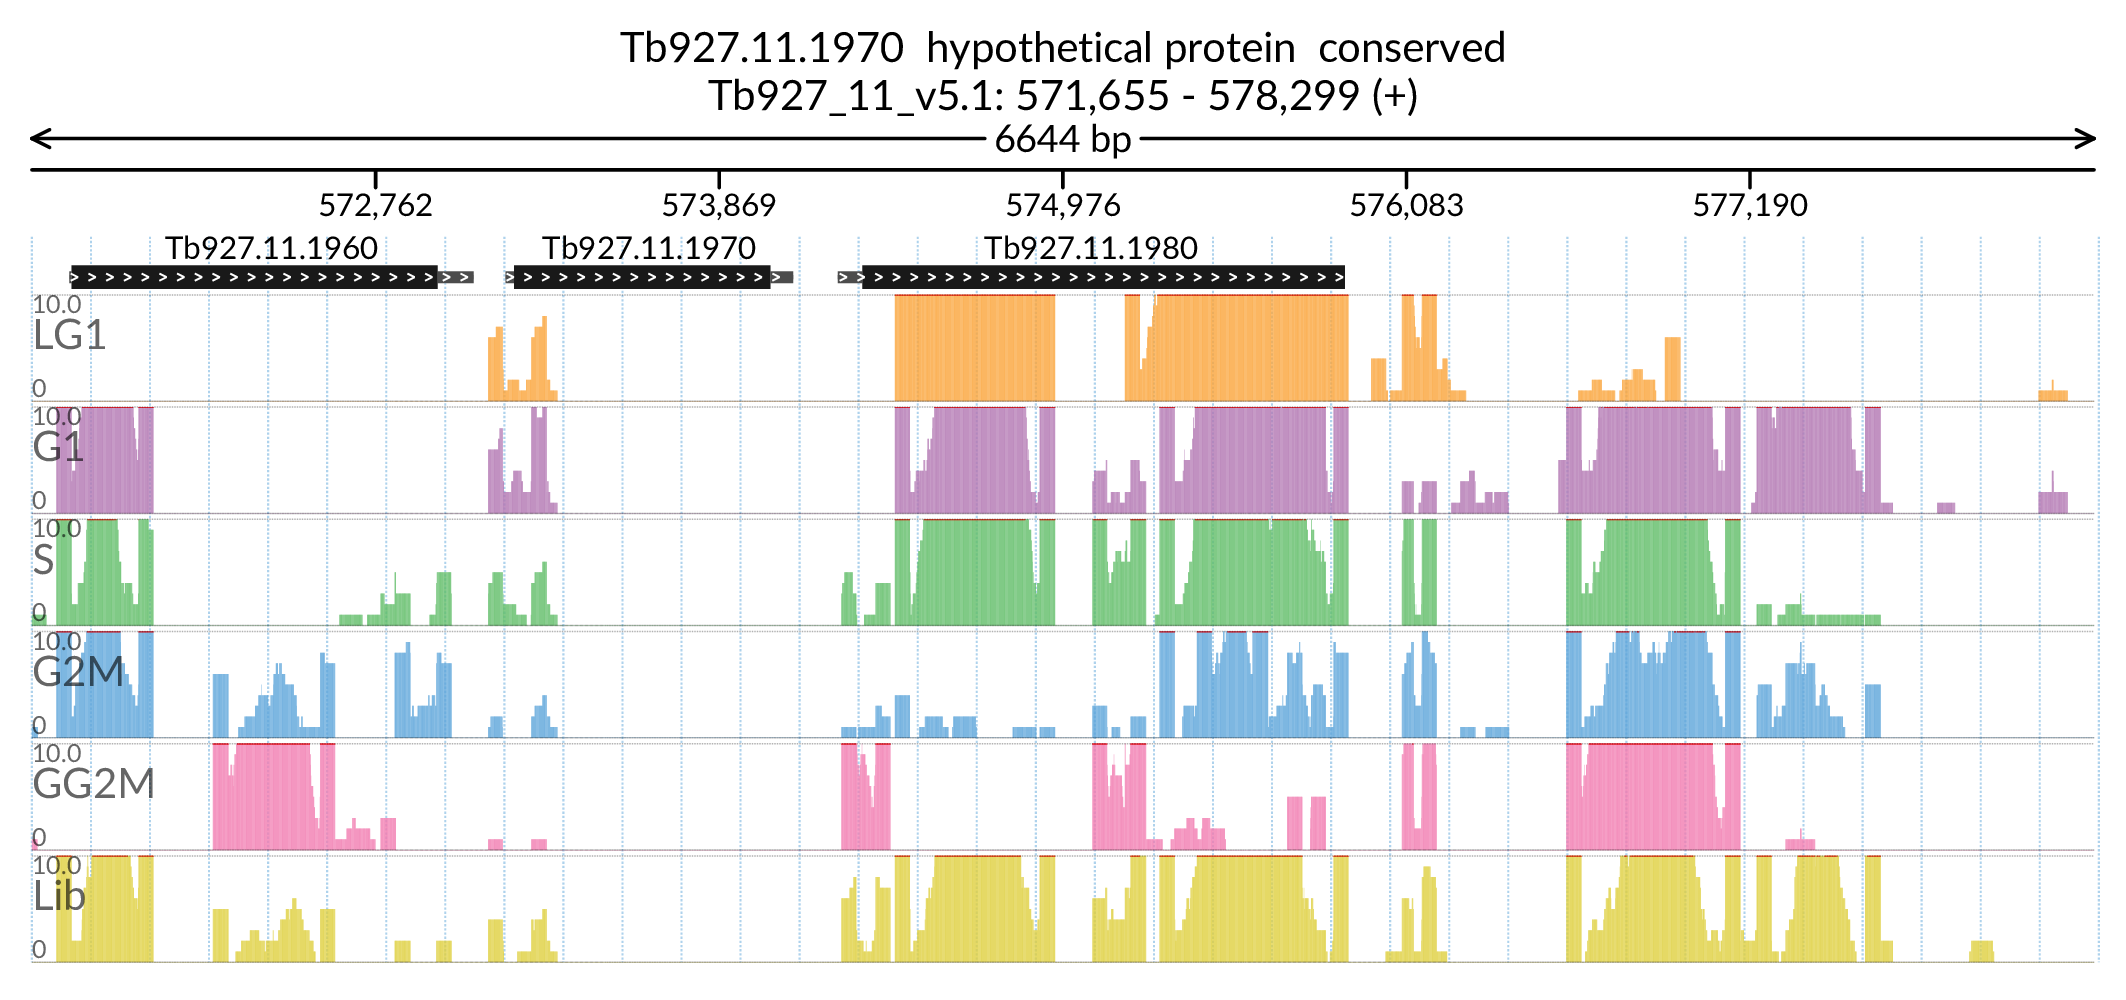 Tb927.11.1970  hypothetical protein  conserved
Tb927_11_v5.1: 571,655 - 578,299 (+)
6644 bp
572,762 573,869 574,976 576,083 577,190
Tb927.11.1960 Tb927.11.1970 Tb927.11.1980
10.0
LG1
0
10.0
G1
0
10.0
S
0
10.0
G2M
0
10.0
GG2M
0
10.0
Lib
0